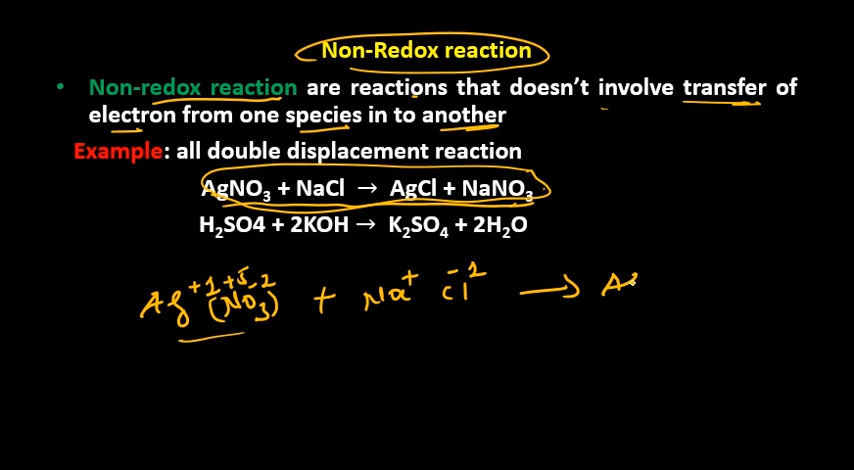 Non-Redox reaction
• Non-redox reaction are reactions that doesn't involve transfer of
electron from one species in to another
Example: all double displacement reaction
AgNO₃ + NaCl → AgCl + NaNO₃
H₂SO4 + 2KOH → K₂SO₄ + 2H₂O
Ag⁺¹(N⁺⁵O₃⁻²) + Na⁺ Cl⁻¹ → A